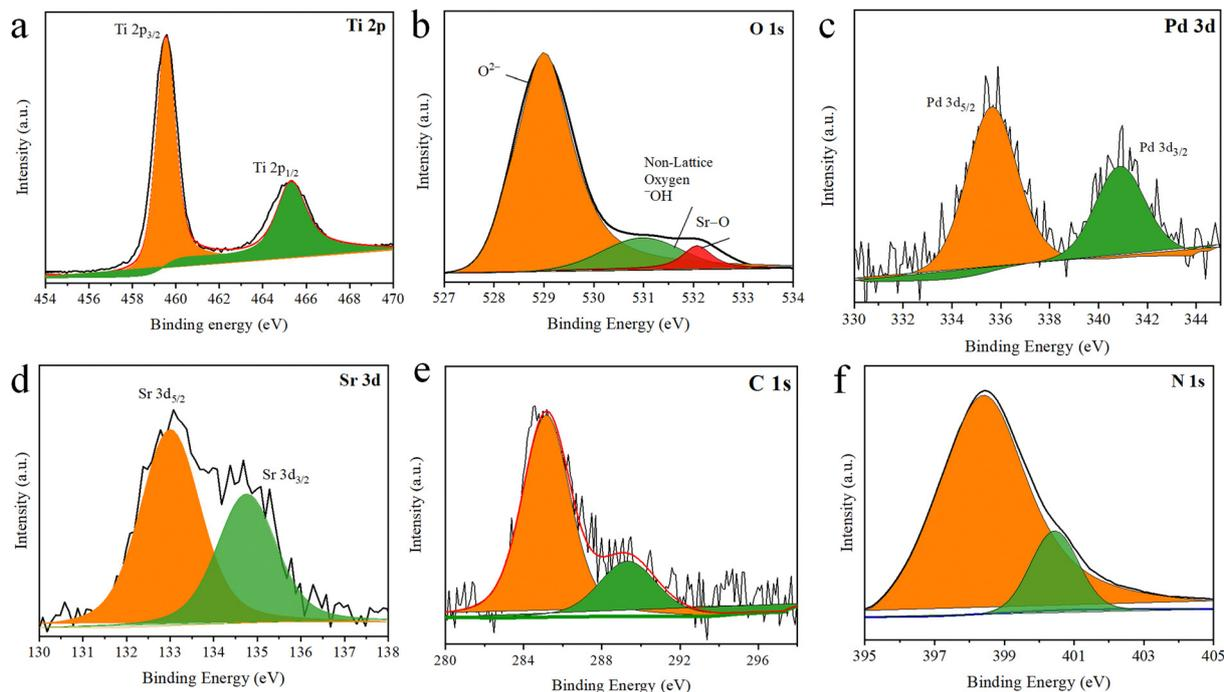 a
Ti 2p
Ti 2p3/2
Ti 2p1/2
Intensity (a.u.)
454 456 458 460 462 464 466 468 470
Binding energy (eV)
b
O 1s
O²⁻
Non-Lattice
Oxygen
⁻OH
Sr–O
Intensity (a.u.)
527 528 529 530 531 532 533 534
Binding Energy (eV)
c
Pd 3d
Pd 3d5/2
Pd 3d3/2
Intensity (a.u.)
330 332 334 336 338 340 342 344
Binding Energy (eV)
d
Sr 3d
Sr 3d5/2
Sr 3d3/2
Intensity (a.u.)
130 131 132 133 134 135 136 137 138
Binding Energy (eV)
e
C 1s
Intensity (a.u.)
280 284 288 292 296
Binding Energy (eV)
f
N 1s
Intensity (a.u.)
395 397 399 401 403 405
Binding Energy (eV)